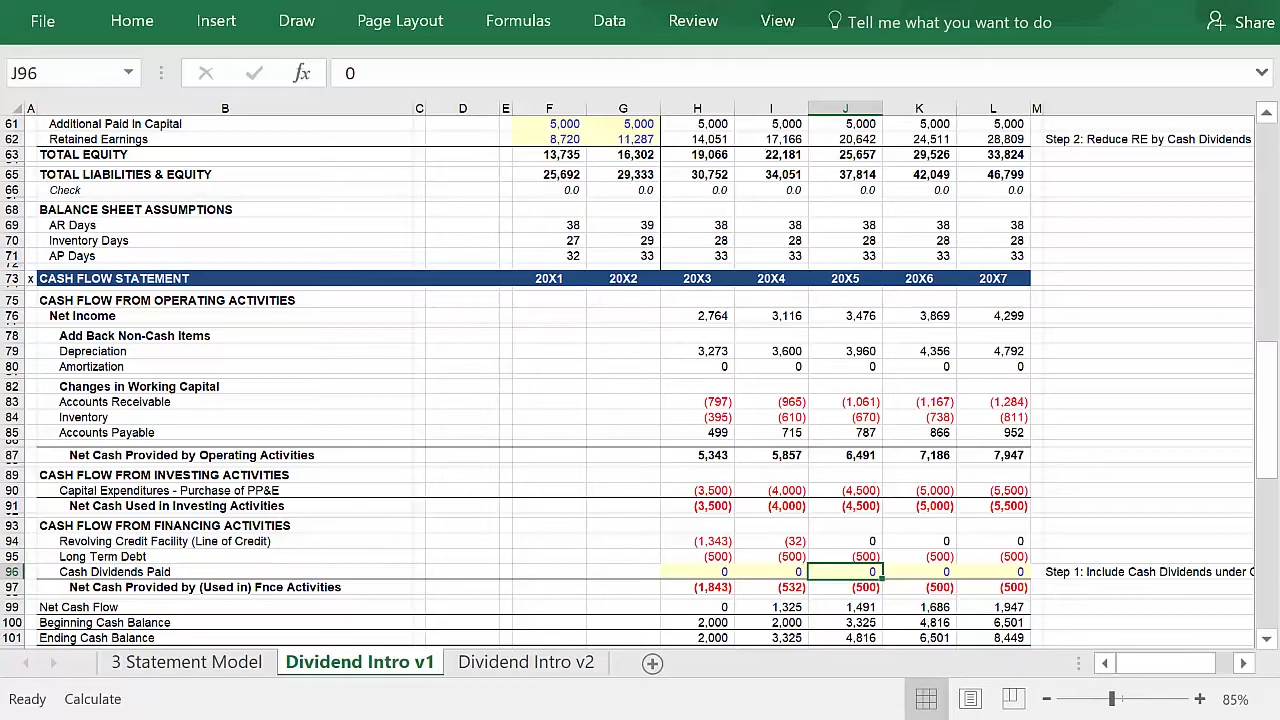 File Home Insert Draw Page Layout Formulas Data Review View Tell me what you want to do Share
J96 fx 0
A B C D E F G H I J K L M
61 Additional Paid In Capital 5,000 5,000 5,000 5,000 5,000 5,000 5,000
62 Retained Earnings 8,720 11,287 14,051 17,166 20,642 24,511 28,809 Step 2: Reduce RE by Cash Dividends
63 TOTAL EQUITY 13,735 16,302 19,066 22,181 25,657 29,526 33,824
65 TOTAL LIABILITIES & EQUITY 25,692 29,333 30,752 34,051 37,814 42,049 46,799
66 Check 0.0 0.0 0.0 0.0 0.0 0.0 0.0
68 BALANCE SHEET ASSUMPTIONS
69 AR Days 38 39 38 38 38 38 38
70 Inventory Days 27 29 28 28 28 28 28
71 AP Days 32 33 33 33 33 33 33
73 x CASH FLOW STATEMENT 20X1 20X2 20X3 20X4 20X5 20X6 20X7
75 CASH FLOW FROM OPERATING ACTIVITIES
76 Net Income 2,764 3,116 3,476 3,869 4,299
78 Add Back Non-Cash Items
79 Depreciation 3,273 3,600 3,960 4,356 4,792
80 Amortization 0 0 0 0 0
82 Changes in Working Capital
83 Accounts Receivable (797) (965) (1,061) (1,167) (1,284)
84 Inventory (395) (610) (670) (738) (811)
85 Accounts Payable 499 715 787 866 952
87 Net Cash Provided by Operating Activities 5,343 5,857 6,491 7,186 7,947
89 CASH FLOW FROM INVESTING ACTIVITIES
90 Capital Expenditures - Purchase of PP&E (3,500) (4,000) (4,500) (5,000) (5,500)
91 Net Cash Used in Investing Activities (3,500) (4,000) (4,500) (5,000) (5,500)
93 CASH FLOW FROM FINANCING ACTIVITIES
94 Revolving Credit Facility (Line of Credit) (1,343) (32) 0 0 0
95 Long Term Debt (500) (500) (500) (500) (500)
96 Cash Dividends Paid 0 0 0 0 0 Step 1: Include Cash Dividends under
97 Net Cash Provided by (Used in) Fnce Activities (1,843) (532) (500) (500) (500)
99 Net Cash Flow 0 1,325 1,491 1,686 1,947
100 Beginning Cash Balance 2,000 2,000 3,325 4,816 6,501
101 Ending Cash Balance 2,000 3,325 4,816 6,501 8,449
3 Statement Model Dividend Intro v1 Dividend Intro v2
Ready Calculate 85%